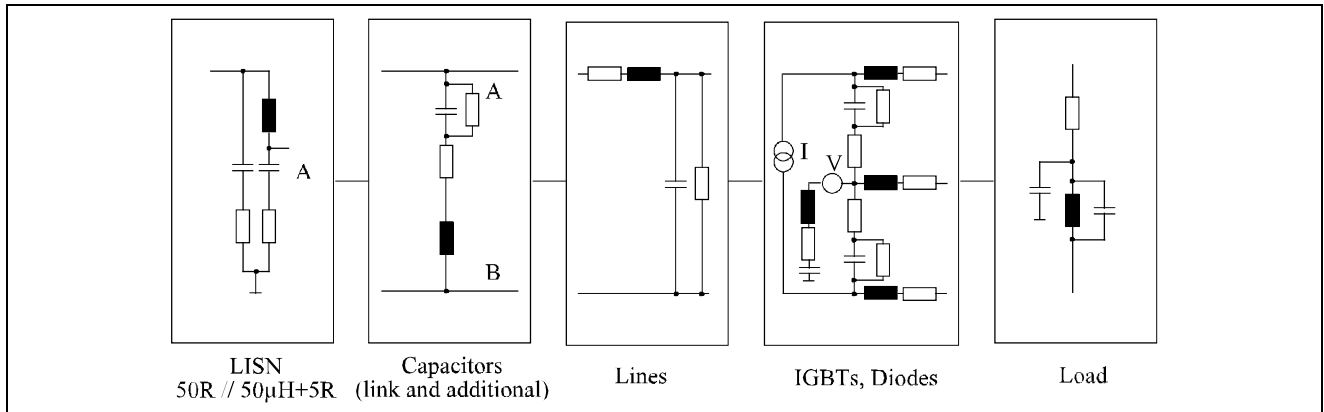 A
A
B
I
V
LISN
50R // 50µH+5R
Capacitors
(link and additional)
Lines
IGBTs, Diodes
Load